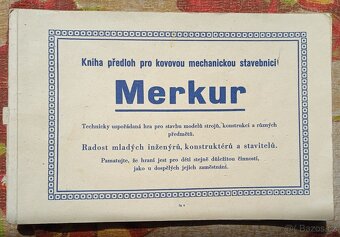 Kniha předloh pro kovovou mechanickou stavebnici
Merkur
Technicky uspořádaná hra pro stavbu modelů strojů, konstrukcí a různých
předmětů.
Radost mladých inženýrů, konstruktérů a stavitelů.
Pamatujte, že hraní jest pro děti stejně důležitou činností,
jako u dospělých jejich zaměstnání.